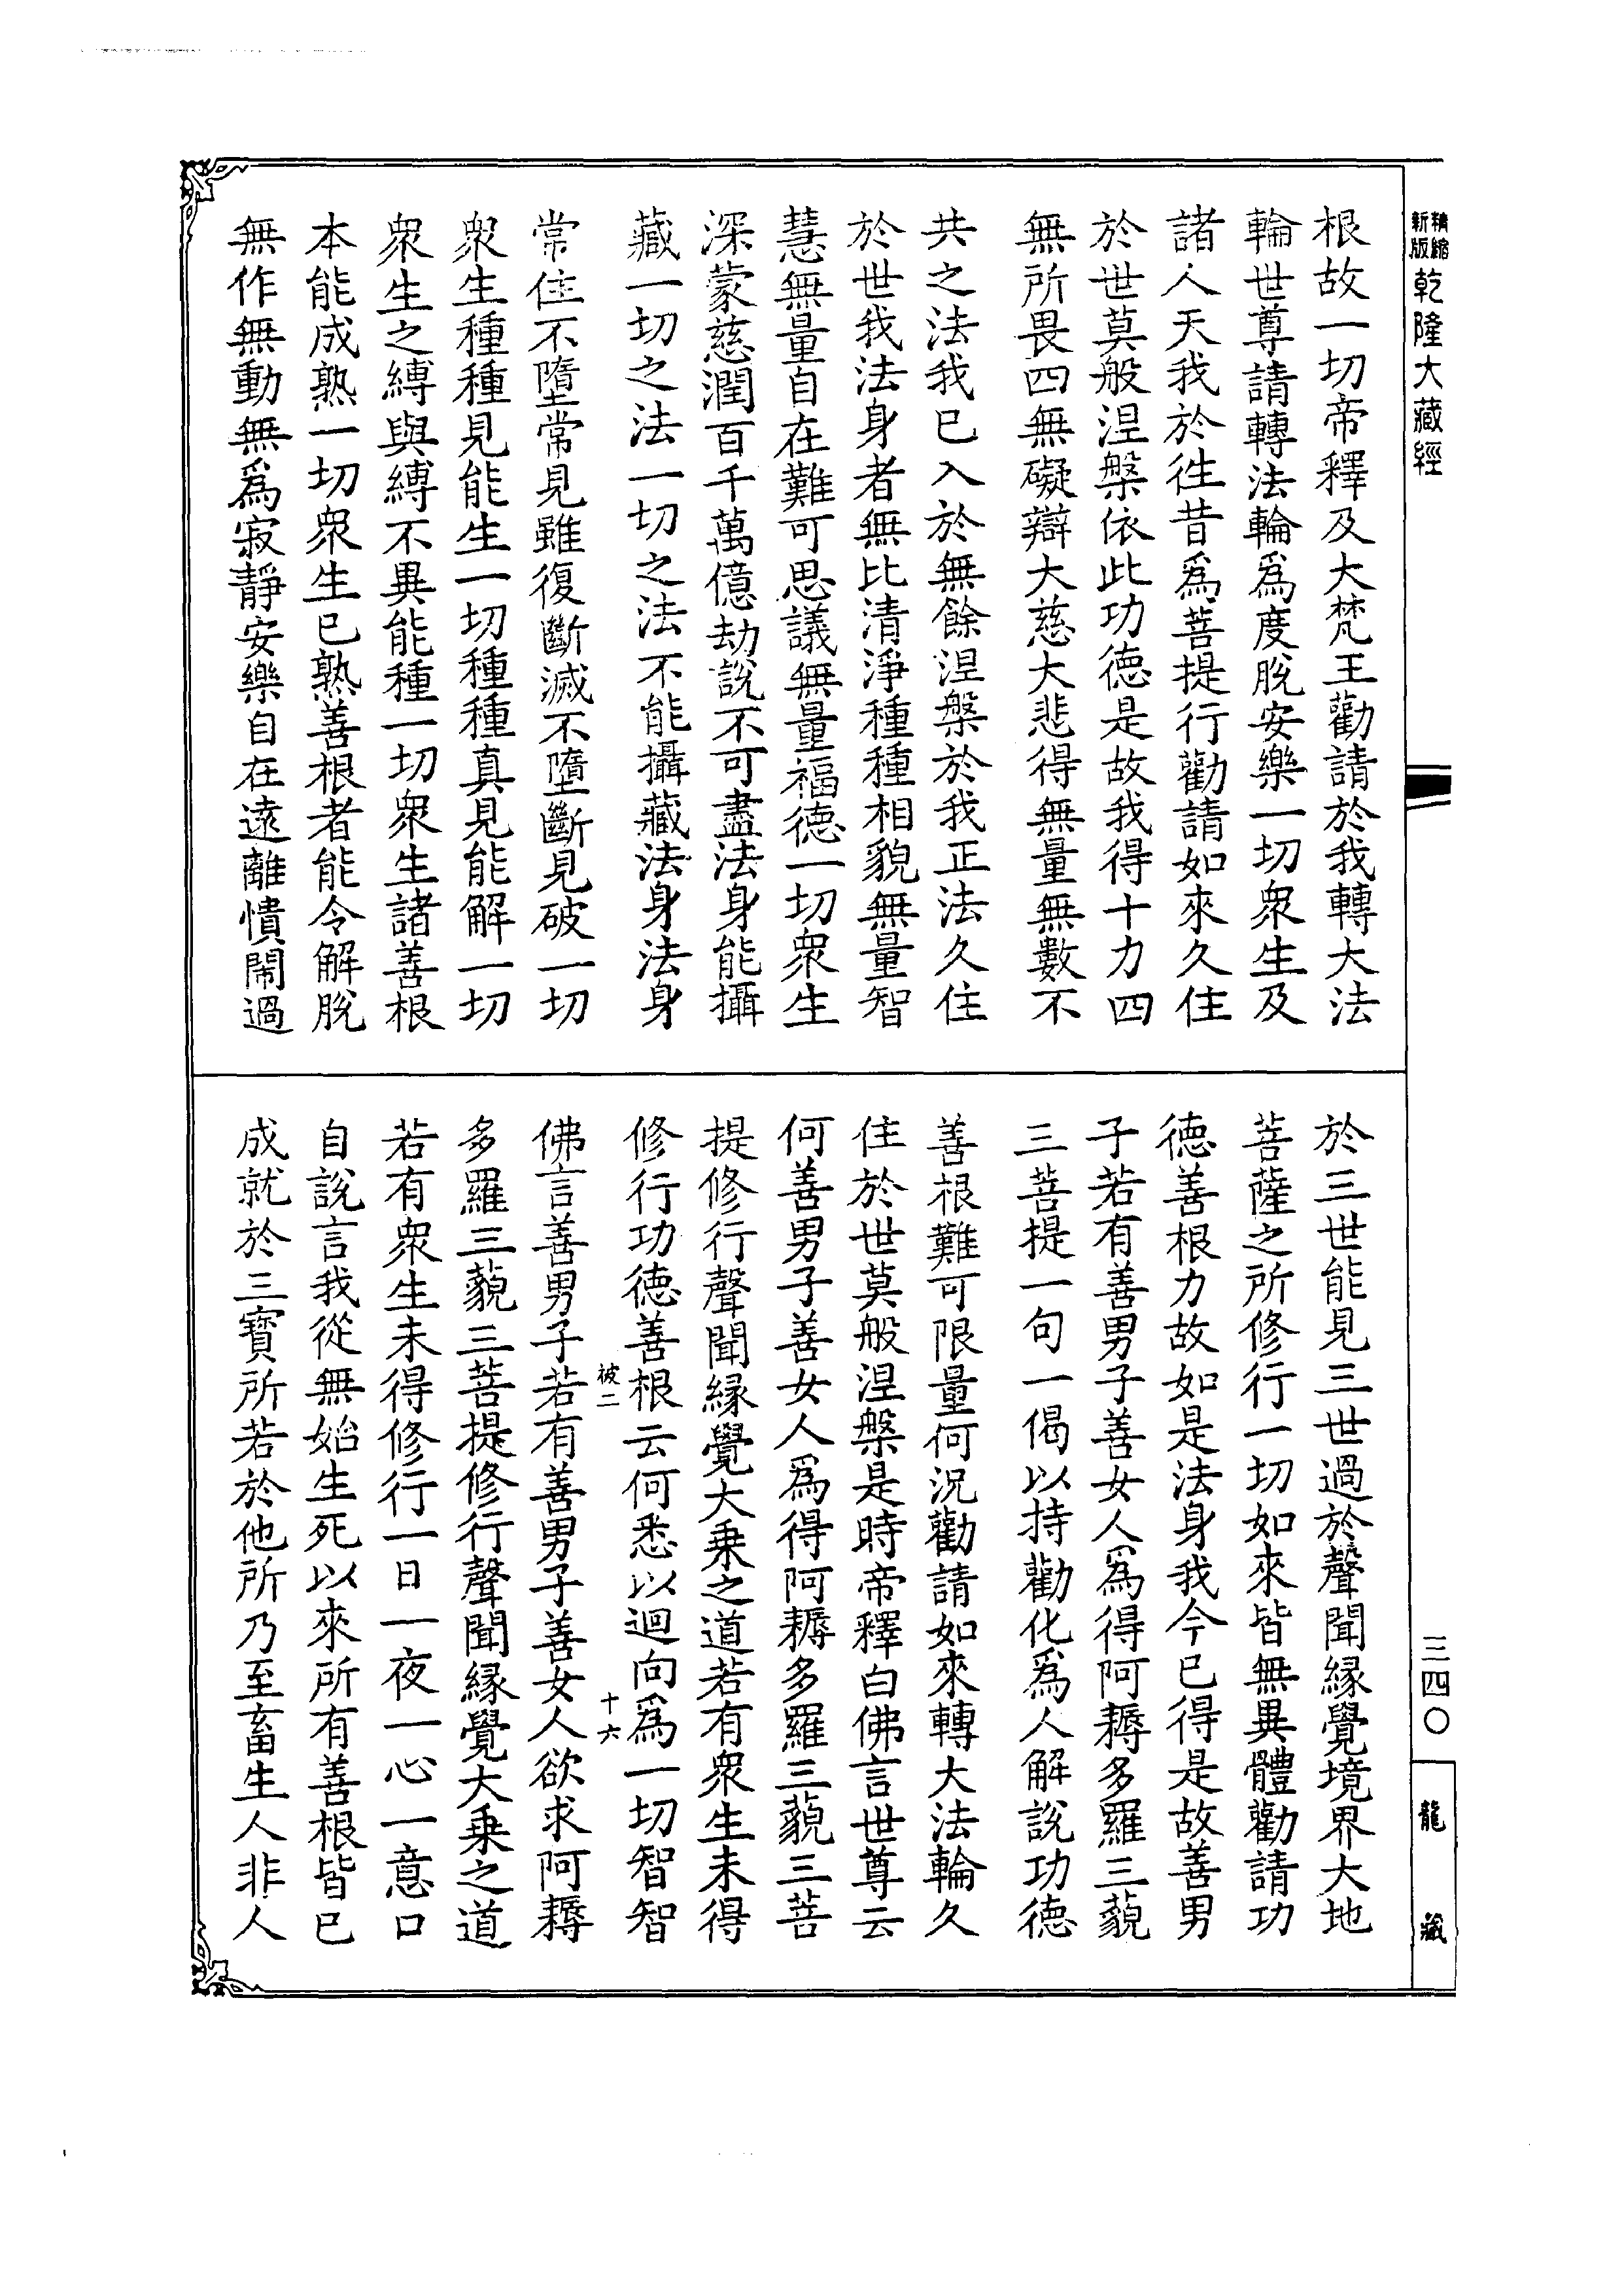 精縮
新版
乾隆大藏經
三四〇
龍藏
根故一切帝釋及大梵王勸請於我轉大法
輪世尊請轉法輪爲度脫安樂一切衆生及
諸人天我於徃昔爲菩提行勸請如來久住
於世莫般涅槃依此功德是故我得十力四
無所畏四無礙辯大慈大悲得無量無數不
共之法我已入於無餘涅槃於我正法久住
於世我法身者無比清淨種種相貌無量智
慧無量自在難可思議無量福德一切衆生
深蒙慈潤百千萬億劫說不可盡法身能攝
藏一切之法一切之法不能攝藏法身法身
常住不墮常見雖復斷滅不墮斷見破一切
衆生種種見能生一切種種真見能解一切
衆生之縛與縛不異能種一切衆生諸善根
本能成熟一切衆生已熟善根者能令解脫
無作無動無爲寂靜安樂自在遠離憒閙過
於三世能見三世過於聲聞緣覺境界大地
菩薩之所修行一切如來皆無異體勸請功
德善根力故如是法身我今已得是故善男
子若有善男子善女人爲得阿耨多羅三藐
三菩提一句一偈以持勸化爲人解說功德
善根難可限量何況勸請如來轉大法輪久
住於世莫般涅槃是時帝釋白佛言世尊云
何善男子善女人爲得阿耨多羅三藐三菩
提修行聲聞緣覺大乗之道若有衆生未得
修行功德善根云何悉以迴向爲一切智智
被二 十六
佛言善男子若有善男子善女人欲求阿耨
多羅三藐三菩提修行聲聞緣覺大乗之道
若有衆生未得修行一日一夜一心一意口
自說言我從無始生死以來所有善根皆已
成就於三寶所若於他所乃至畜生人非人